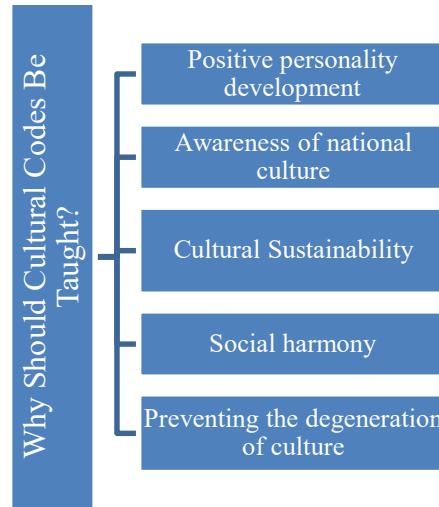 Why Should Cultural Codes Be
Taught?
Positive personality
development
Awareness of national
culture
Cultural Sustainability
Social harmony
Preventing the degeneration
of culture